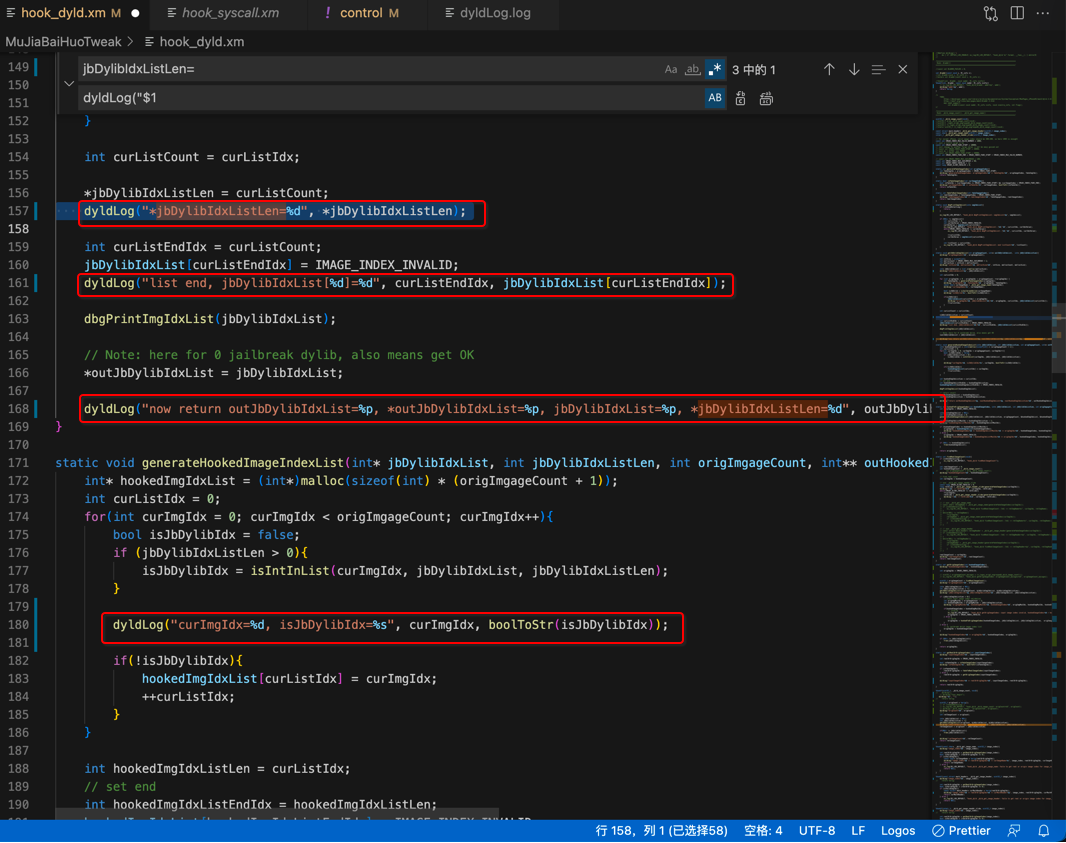 hook_dyld.xm M
hook_syscall.xm
! control M
dyldLog.log
MuJiaBaiHuoTweak > hook_dyld.xm
jbDylibIdxListLen=
Aa ab .*
3 中的 1
dyldLog("$1
AB
149
150
151
152 }
153
154 int curListCount = curListIdx;
155
156 *jbDylibIdxListLen = curListCount;
157 dyldLog("*jbDylibIdxListLen=%d", *jbDylibIdxListLen);
158
159 int curListEndIdx = curListCount;
160 jbDylibIdxList[curListEndIdx] = IMAGE_INDEX_INVALID;
161 dyldLog("list end, jbDylibIdxList[%d]=%d", curListEndIdx, jbDylibIdxList[curListEndIdx]);
162
163 dbgPrintImgIdxList(jbDylibIdxList);
164
165 // Note: here for 0 jailbreak dylib, also means get OK
166 *outJbDylibIdxList = jbDylibIdxList;
167
168 dyldLog("now return outJbDylibIdxList=%p, *outJbDylibIdxList=%p, jbDylibIdxList=%p, *jbDylibIdxListLen=%d", outJbDyli
169 }
170
171 static void generateHookedImageIndexList(int* jbDylibIdxList, int jbDylibIdxListLen, int origImgageCount, int** outHooked
172 int* hookedImgIdxList = (int*)malloc(sizeof(int) * (origImgageCount + 1));
173 int curListIdx = 0;
174 for(int curImgIdx = 0; curImgIdx < origImgageCount; curImgIdx++){
175 bool isJbDylibIdx = false;
176 if (jbDylibIdxListLen > 0){
177 isJbDylibIdx = isIntInList(curImgIdx, jbDylibIdxList, jbDylibIdxListLen);
178 }
179
180 dyldLog("curImgIdx=%d, isJbDylibIdx=%s", curImgIdx, boolToStr(isJbDylibIdx));
181
182 if(!isJbDylibIdx){
183 hookedImgIdxList[curListIdx] = curImgIdx;
184 ++curListIdx;
185 }
186 }
187
188 int hookedImgIdxListLen = curListIdx;
189 // set end
190 int hookedImgIdxListEndIdx = hookedImgIdxListLen;
行 158，列 1 (已选择58) 空格: 4 UTF-8 LF Logos Prettier